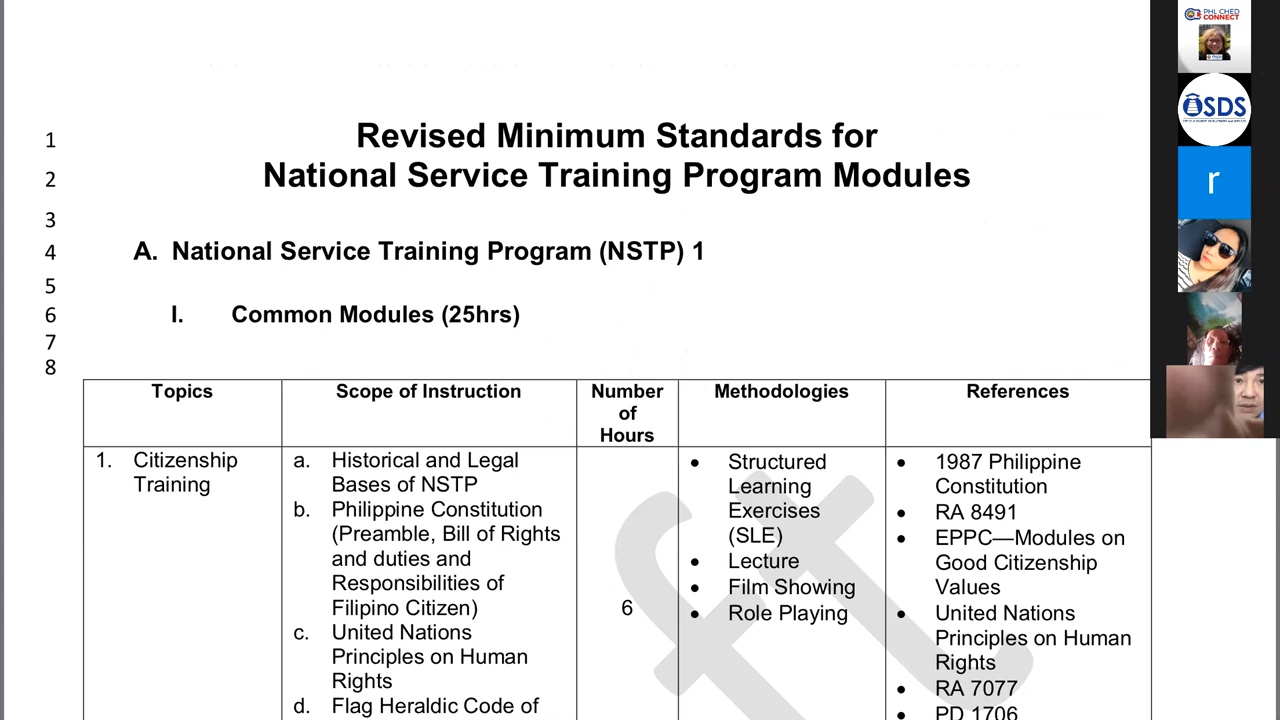 PHL CHED
CONNECT
OSDS
r
1
Revised Minimum Standards for
2
National Service Training Program Modules
3
4
A. National Service Training Program (NSTP) 1
5
6
I. Common Modules (25hrs)
7
8
Topics
Scope of Instruction
Number
of
Hours
Methodologies
References
1. Citizenship
Training
a. Historical and Legal
Bases of NSTP
b. Philippine Constitution
(Preamble, Bill of Rights
and duties and
Responsibilities of
Filipino Citizen)
c. United Nations
Principles on Human
Rights
d. Flag Heraldic Code of
6
• Structured
Learning
Exercises
(SLE)
• Lecture
• Film Showing
• Role Playing
• 1987 Philippine
Constitution
• RA 8491
• EPPC—Modules on
Good Citizenship
Values
• United Nations
Principles on Human
Rights
• RA 7077
• PD 1706
ft